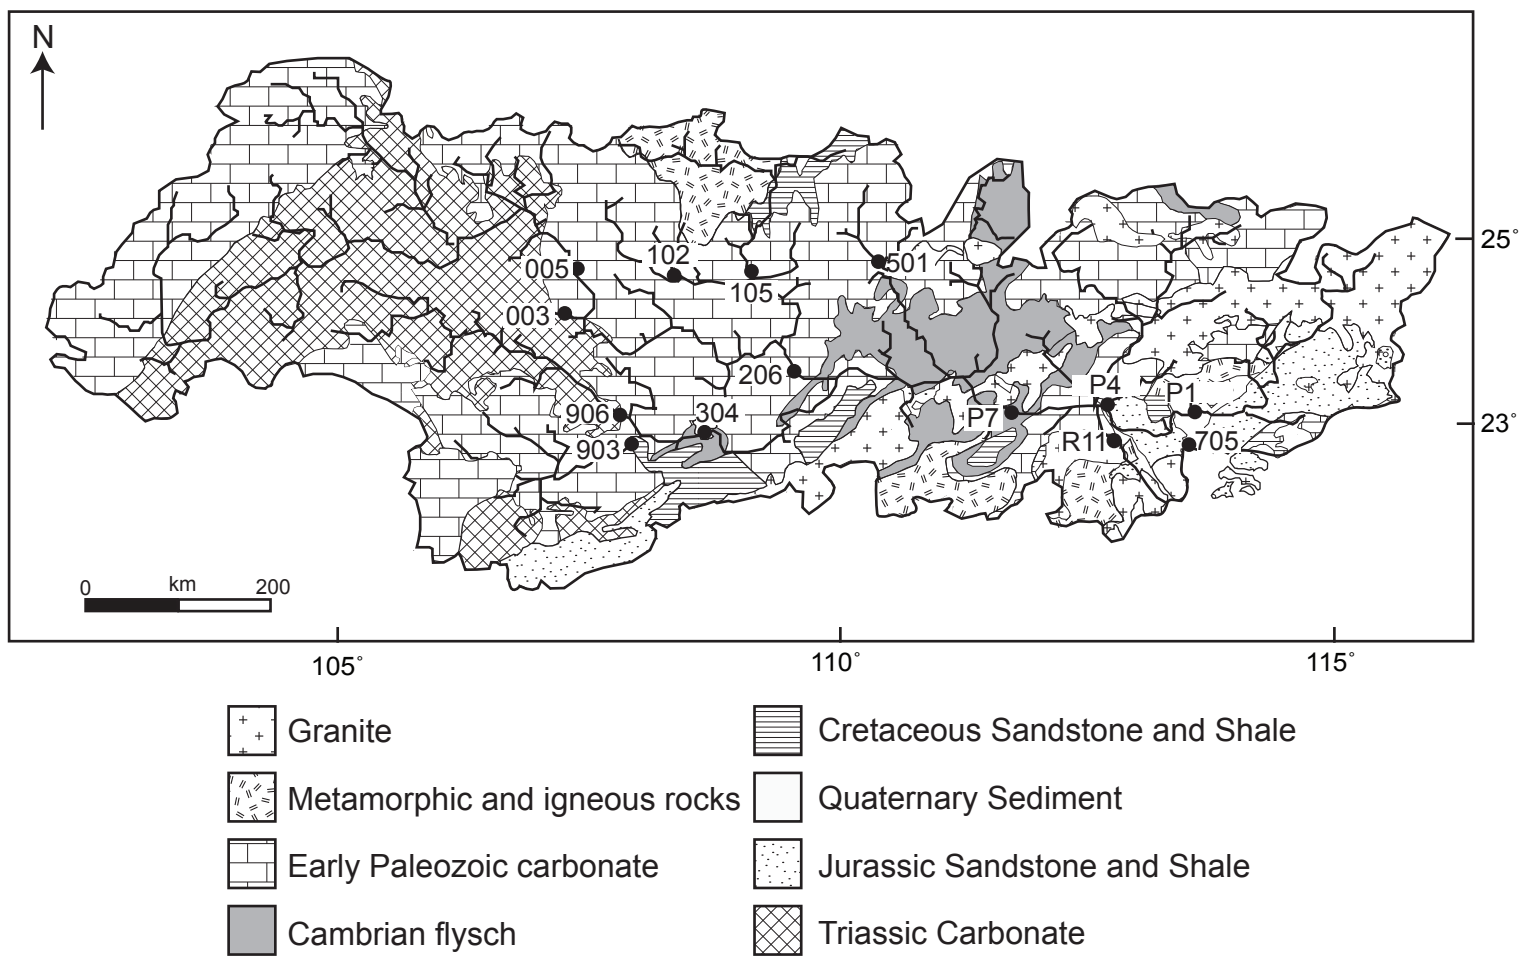 N
102
005
501
25°
105
003
206
P4
P1
906
304
P7
23°
903
R11
705
0 km 200
105°
110°
115°
Granite
Cretaceous Sandstone and Shale
Metamorphic and igneous rocks
Quaternary Sediment
Early Paleozoic carbonate
Jurassic Sandstone and Shale
Cambrian flysch
Triassic Carbonate